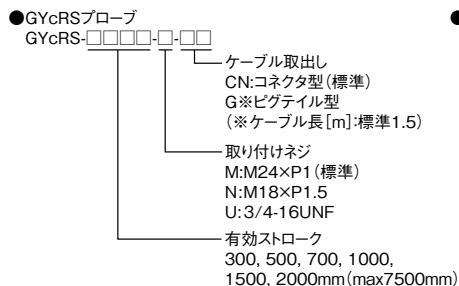 ●GYcRSプローブ
GYcRS-□□□□-□-□□
ケーブル取出し
CN:コネクタ型(標準)
G※ピグテイル型
(※ケーブル長[m]:標準1.5)
取り付けネジ
M:M24×P1(標準)
N:M18×P1.5
U:3/4-16UNF
有効ストローク
300, 500, 700, 1000,
1500, 2000mm(max7500mm)